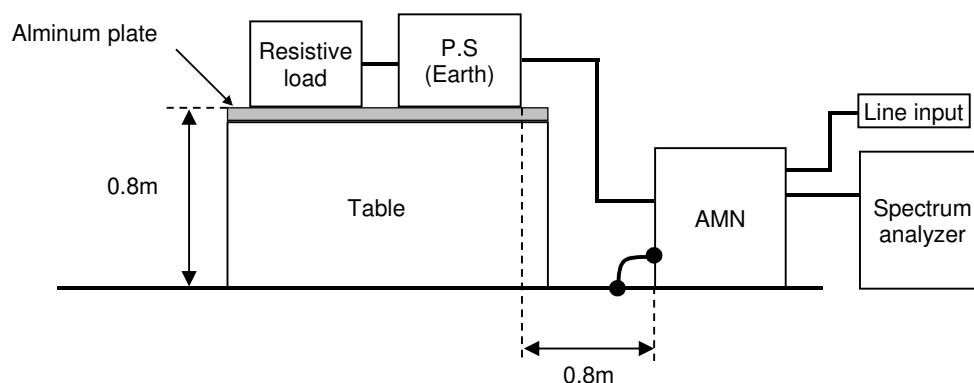 Alminum plate
Resistive
load
P.S
(Earth)
Line input
0.8m
Table
AMN
Spectrum
analyzer
0.8m